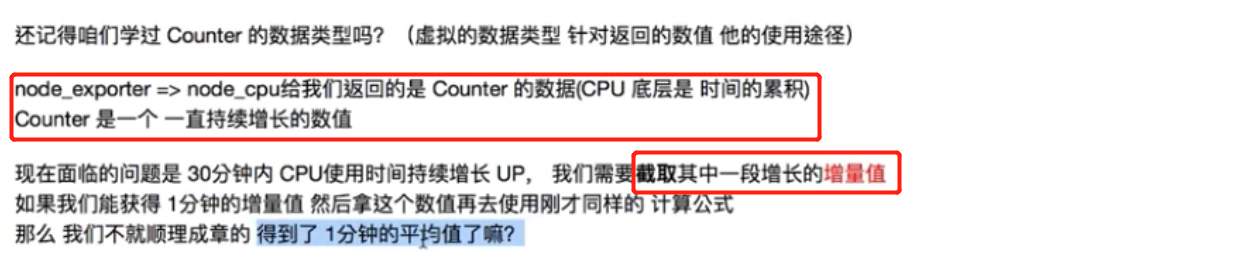 还记得咱们学过 Counter 的数据类型吗？（虚拟的数据类型 针对返回的数值 他的使用途径）
node_exporter => node_cpu给我们返回的是 Counter 的数据(CPU 底层是 时间的累积)
Counter 是一个 一直持续增长的数值
现在面临的问题是 30分钟内 CPU使用时间持续增长 UP， 我们需要截取其中一段增长的增量值
如果我们能获得 1分钟的增量值 然后拿这个数值再去使用刚才同样的 计算公式
那么 我们不就顺理成章的 得到了 1分钟的平均值了嘛？